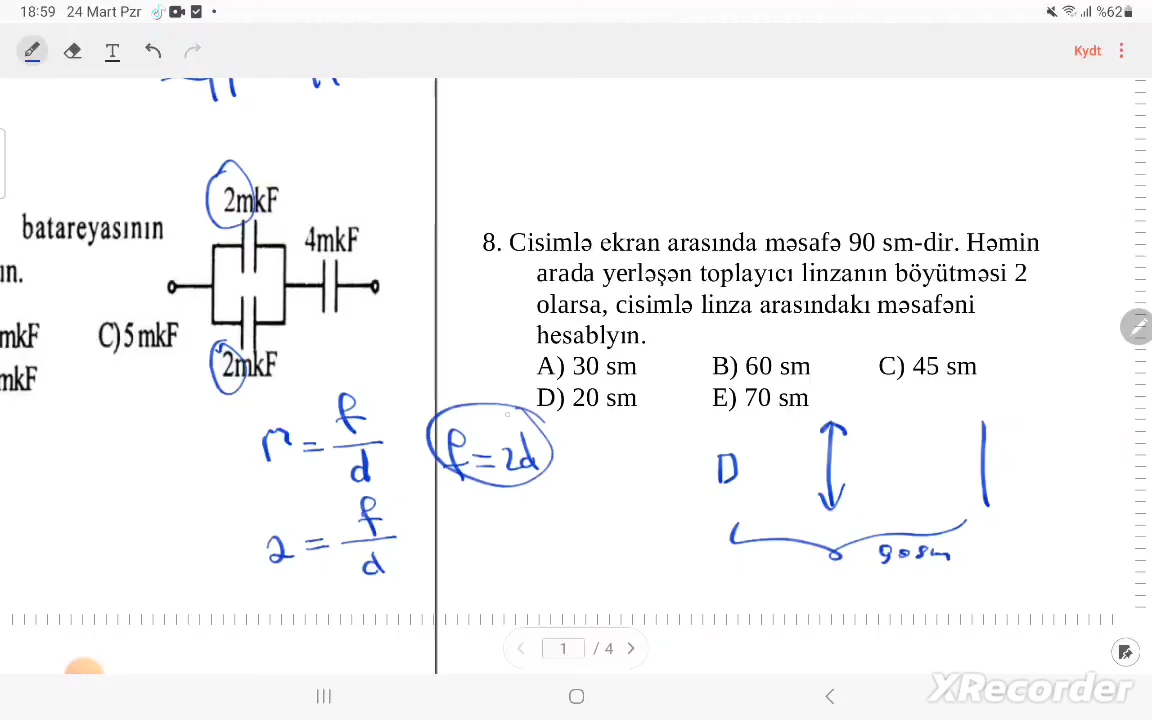 18:59 24 Mart Pzr %62
T Kydt
batareyasının
ın.
mkF C) 5 mkF
mkF
2mkF
4mkF
2mkF
8. Cisimlə ekran arasında məsafə 90 sm-dir. Həmin
arada yerləşən toplayıcı linzanın böyütməsi 2
olarsa, cisimlə linza arasındakı məsafəni
hesablyın.
A) 30 sm B) 60 sm C) 45 sm
D) 20 sm E) 70 sm
Γ = f/d
f = 2d
2 = f/d
90 sm
1 / 4
XRecorder